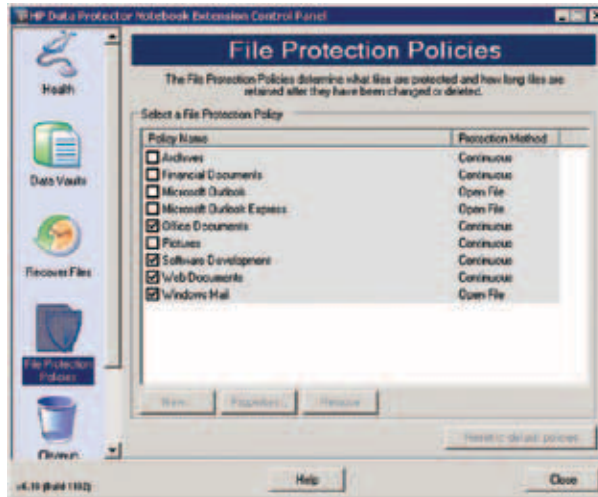 HP Data Protector Notebook Extension Control Panel
File Protection Policies
The File Protection Policies determine what files are protected and how long files are
retained after they have been changed or deleted.
Select a File Protection Policy
Policy Name Protection Method
Archives Continuous
Financial Documents Continuous
Microsoft Outlook Open File
Microsoft Outlook Express Open File
Office Documents Continuous
Pictures Continuous
Software Development Continuous
Web Documents Continuous
Windows Mail Open File
Health
Data Vaults
Recover Files
File Protection
Policies
Cleanup
New... Properties... Remove
Revert to default policies
Help Close